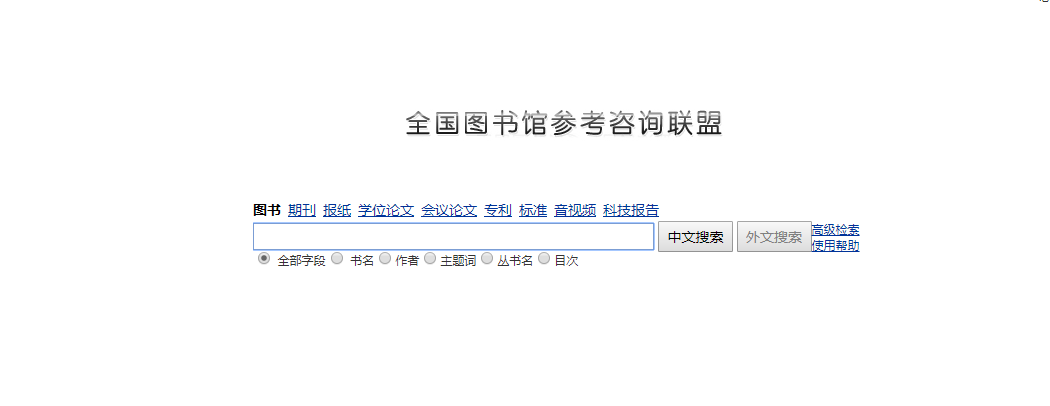 全国图书馆参考咨询联盟
图书 期刊 报纸 学位论文 会议论文 专利 标准 音视频 科技报告
中文搜索 外文搜索 高级检索
使用帮助
全部字段 书名 作者 主题词 丛书名 目次